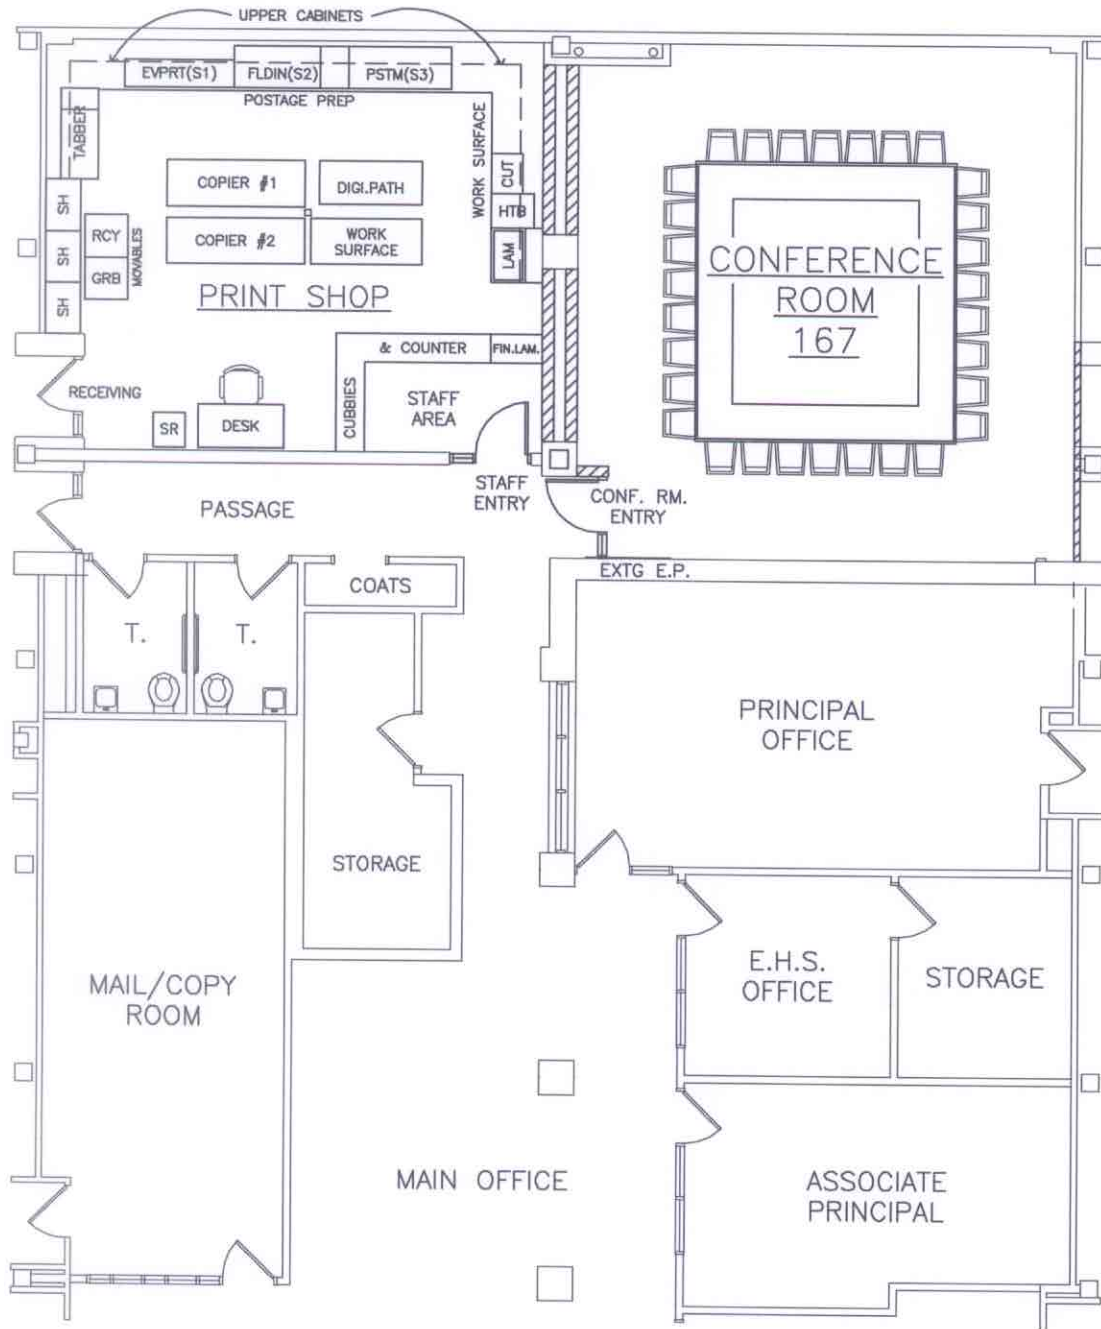 UPPER CABINETS
EVPRT(S1)
FLDIN(S2)
PSTM(S3)
POSTAGE PREP
TABBER
WORK SURFACE
CUT
HTB
LAM
COPIER #1
DIGI.PATH
COPIER #2
WORK
SURFACE
SH
SH
SH
RCY
GRB
MOVABLES
PRINT SHOP
CONFERENCE
ROOM
167
& COUNTER
FIN.LAM.
CUBBIES
STAFF
AREA
RECEIVING
SR
DESK
STAFF
ENTRY
CONF. RM.
ENTRY
PASSAGE
EXTG E.P.
COATS
T.
T.
PRINCIPAL
OFFICE
STORAGE
MAIL/COPY
ROOM
E.H.S.
OFFICE
STORAGE
MAIN OFFICE
ASSOCIATE
PRINCIPAL